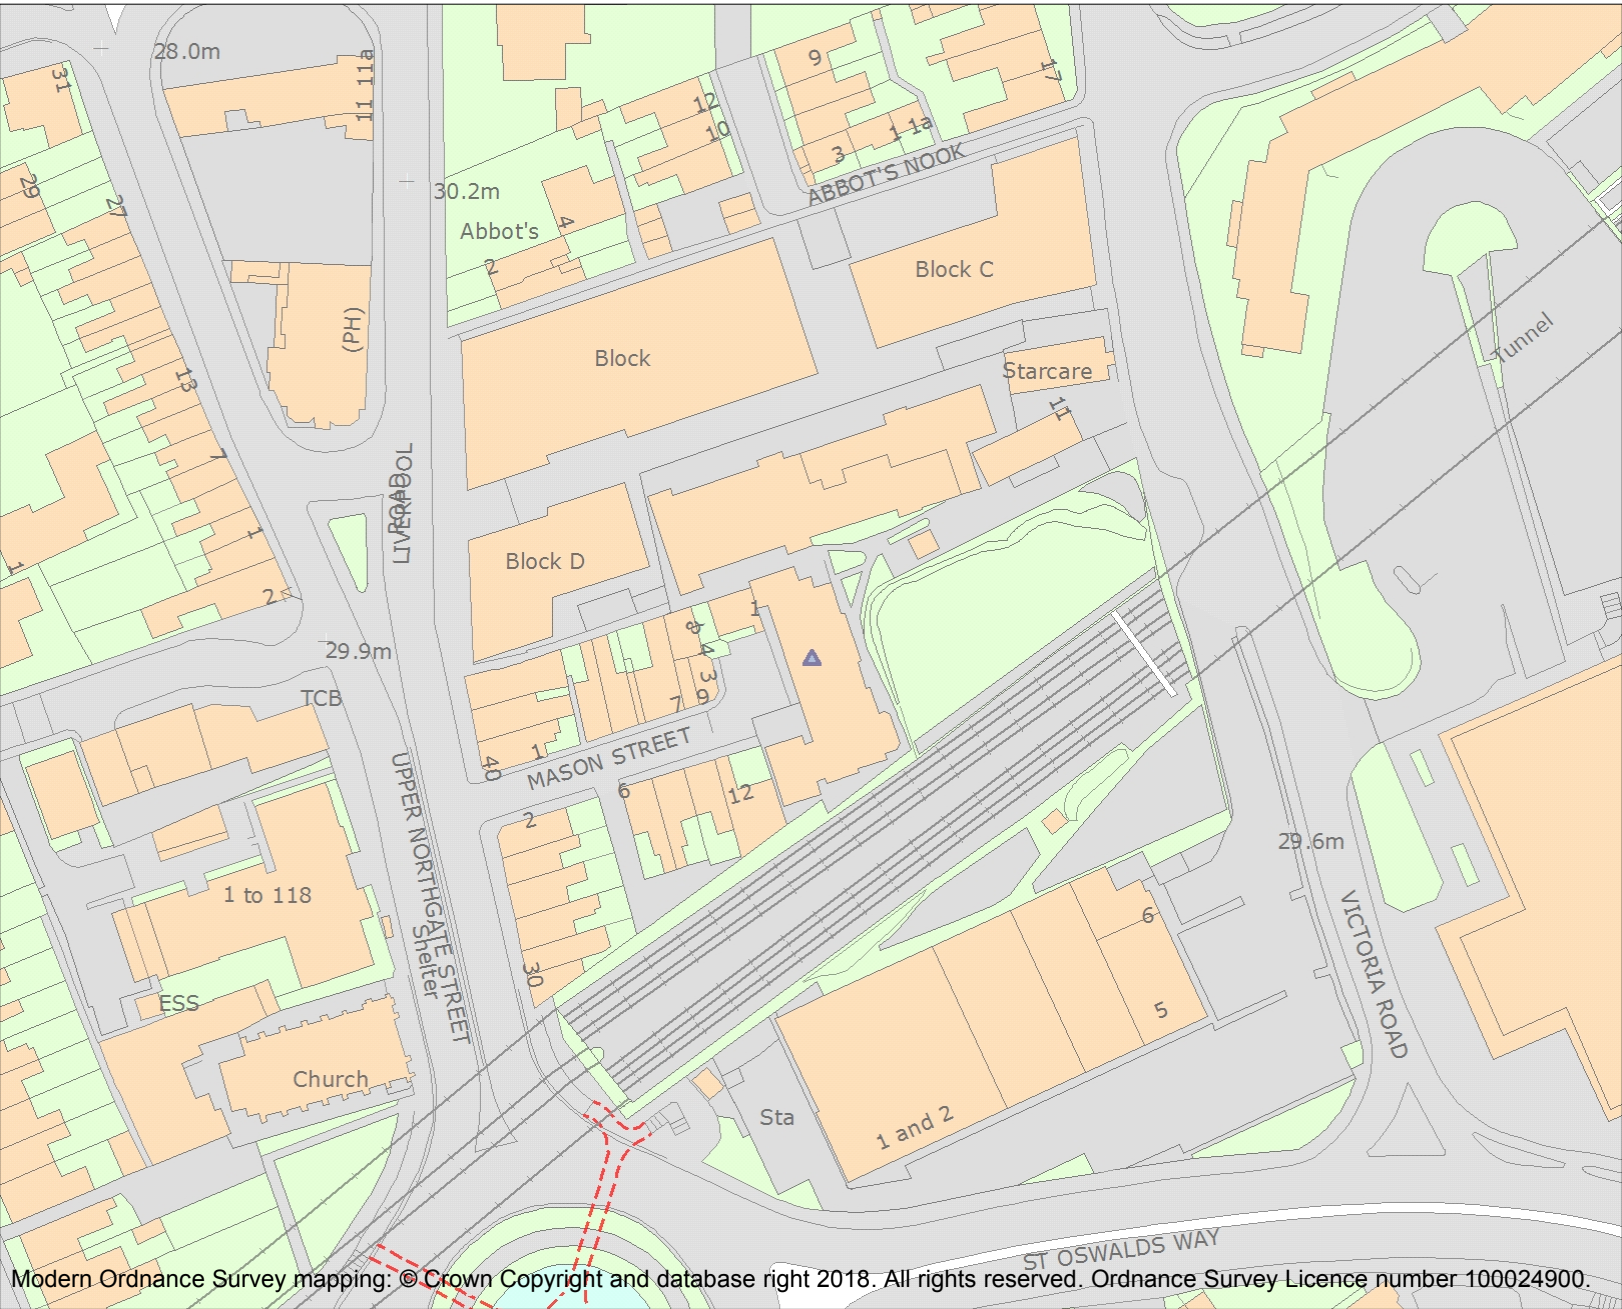 28.0m
31
11 11a
9
17
12
10
1 1a
3
ABBOT'S NOOK
29
27
30.2m
Abbot's
4
2
Block C
(PH)
Block
Tunnel
Starcare
13
11
7
LIVERPOOL
ROAD
1
1
Block D
2
1
8
4
3
29.9m
TCB
7
9
MASON STREET
1
40
6
12
2
UPPER NORTHGATE STREET
29.6m
1 to 118
Shelter
VICTORIA ROAD
6
30
ESS
5
Church
Sta
1 and 2
ST OSWALDS WAY
Modern Ordnance Survey mapping: © Crown Copyright and database right 2018. All rights reserved. Ordnance Survey Licence number 100024900.